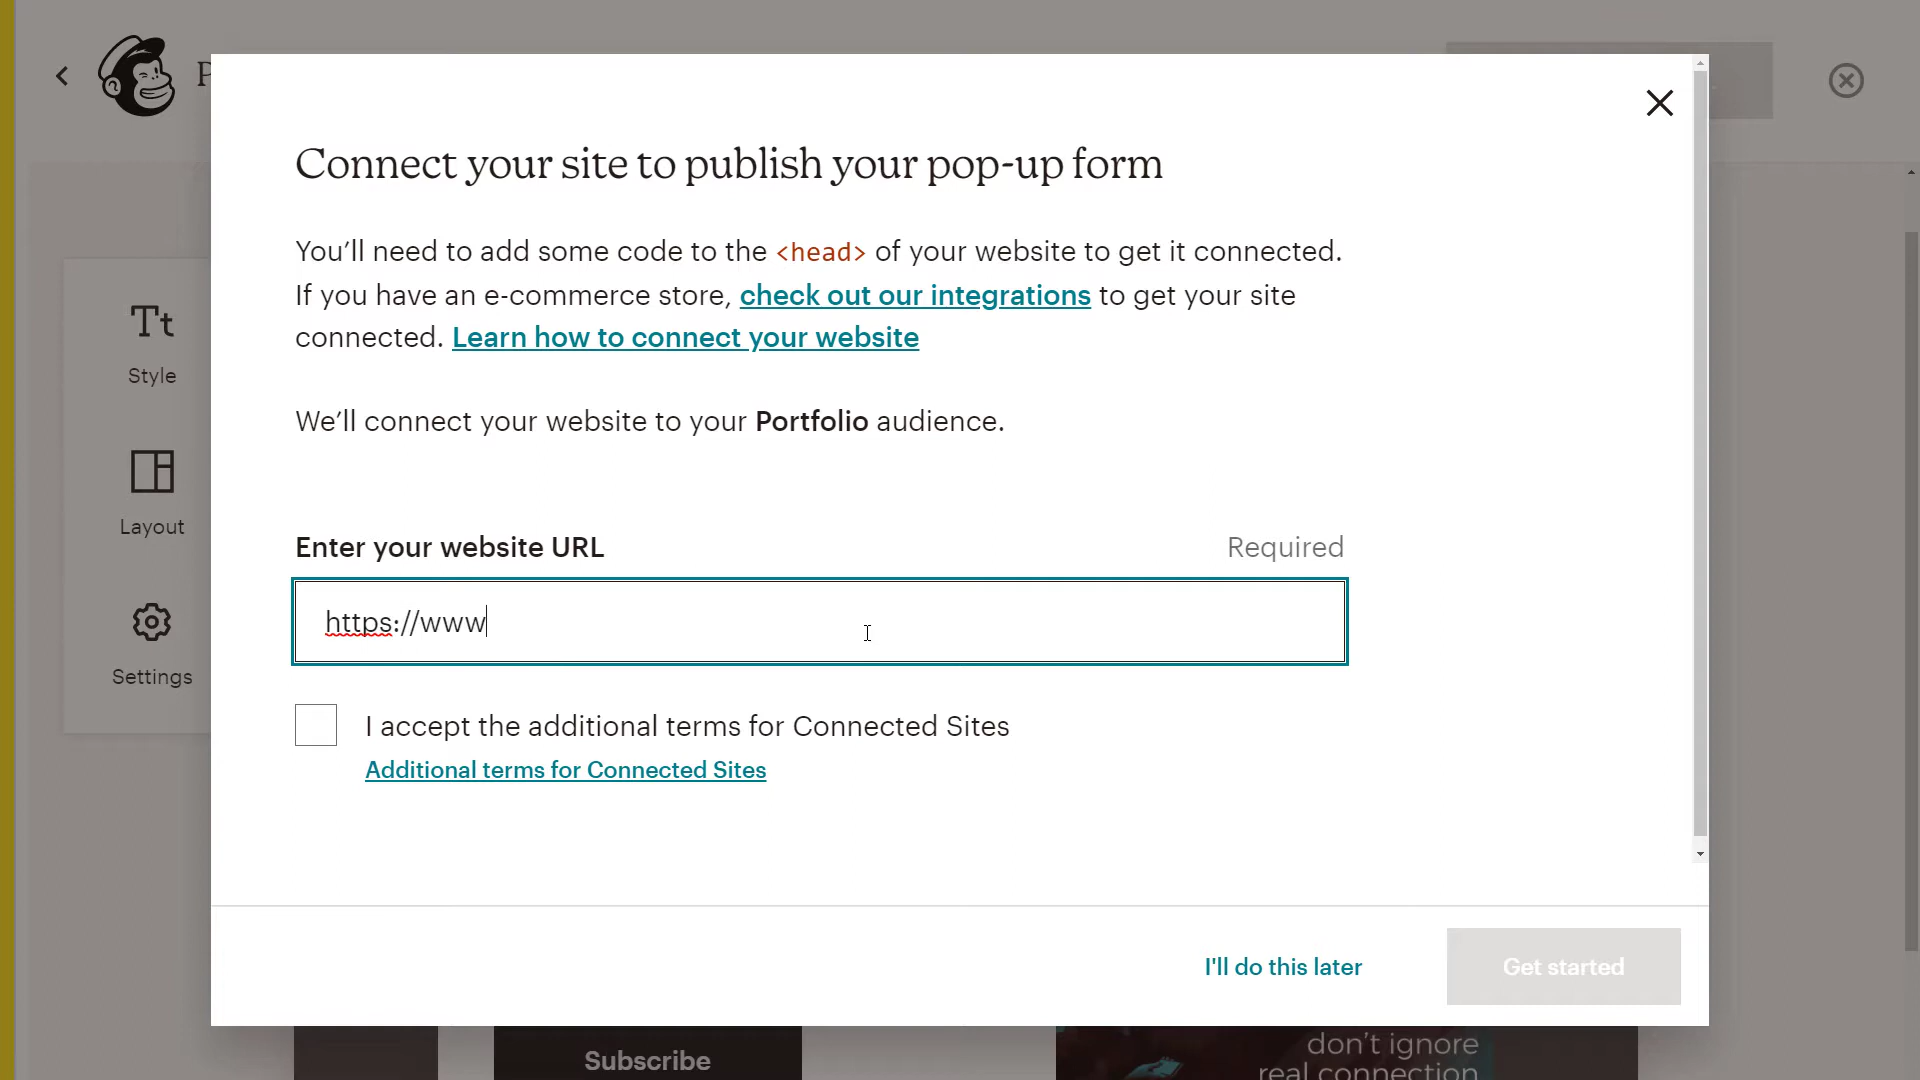 P
Connect your site to publish your pop-up form
You’ll need to add some code to the <head> of your website to get it connected.
If you have an e-commerce store, check out our integrations to get your site
connected. Learn how to connect your website
We’ll connect your website to your Portfolio audience.
Tt
Style
Layout
Settings
Enter your website URL Required
https://www
I accept the additional terms for Connected Sites
Additional terms for Connected Sites
I'll do this later Get started
Subscribe
don’t ignore
real connection